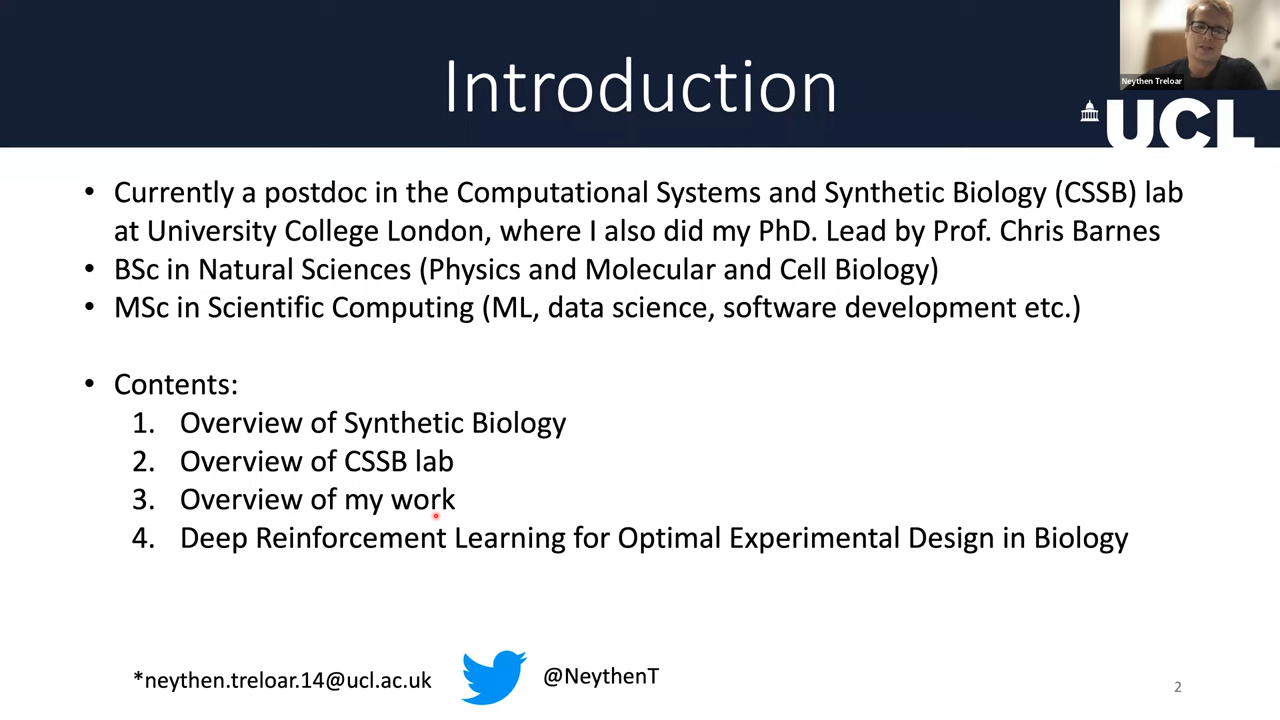 Introduction
Neythen Treloar
UCL
• Currently a postdoc in the Computational Systems and Synthetic Biology (CSSB) lab
at University College London, where I also did my PhD. Lead by Prof. Chris Barnes
• BSc in Natural Sciences (Physics and Molecular and Cell Biology)
• MSc in Scientific Computing (ML, data science, software development etc.)
• Contents:
1. Overview of Synthetic Biology
2. Overview of CSSB lab
3. Overview of my work
4. Deep Reinforcement Learning for Optimal Experimental Design in Biology
*neythen.treloar.14@ucl.ac.uk
@NeythenT
2